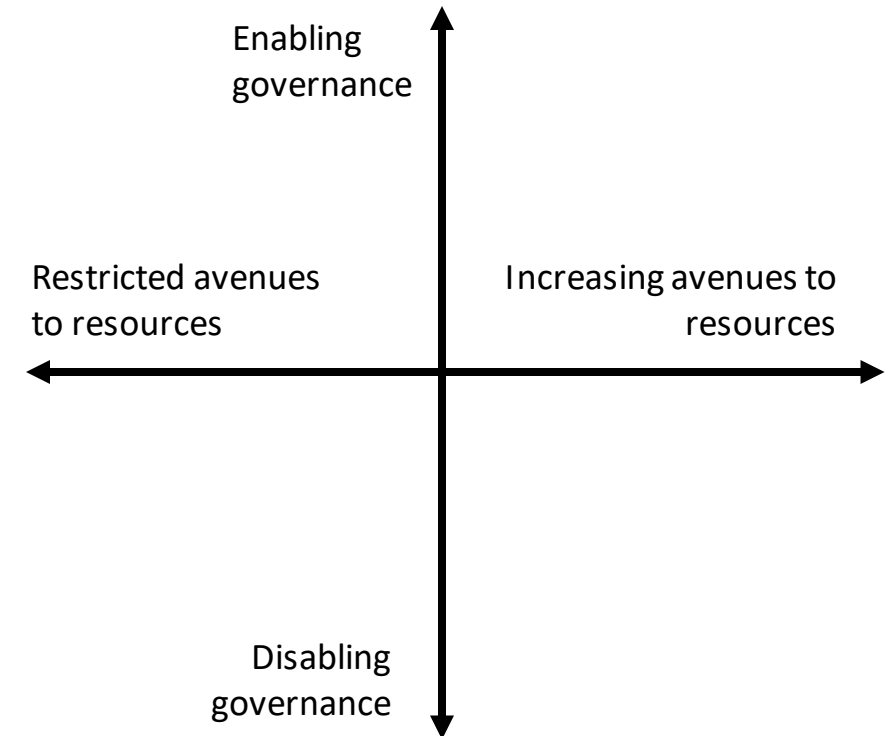 Enabling
governance
Restricted avenues
to resources
Increasing avenues to
resources
Disabling
governance